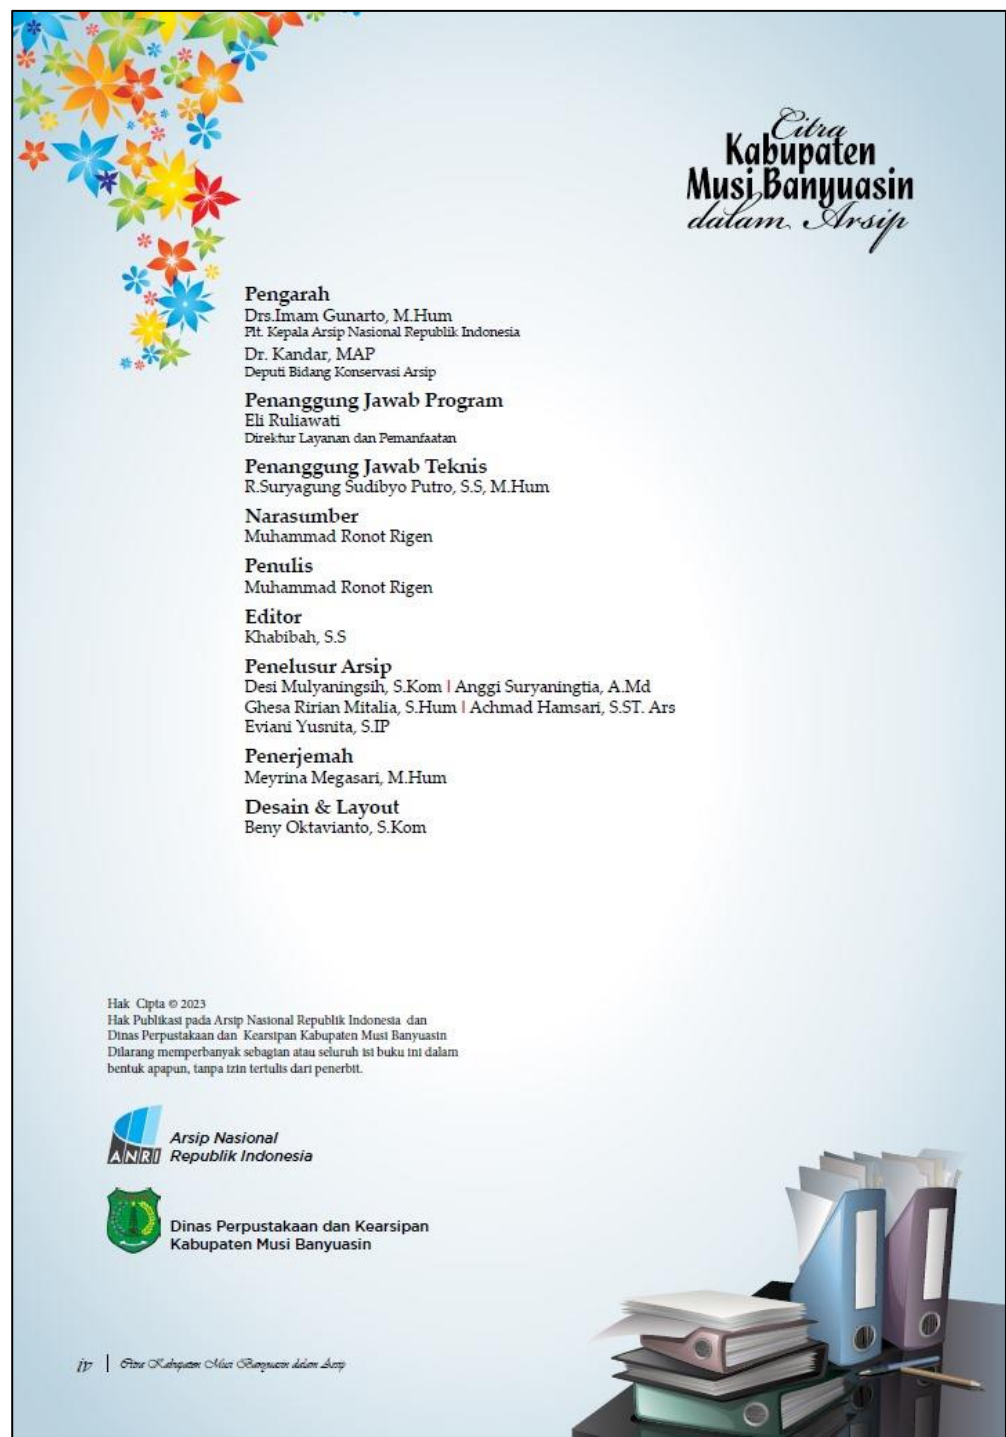 Citra
Kabupaten
Musi Banyuasin
dalam Arsip
Pengarah
Drs.Imam Gunarto, M.Hum
Plt. Kepala Arsip Nasional Republik Indonesia
Dr. Kandar, MAP
Deputi Bidang Konservasi Arsip
Penanggung Jawab Program
Eli Ruliawati
Direktur Layanan dan Pemanfaatan
Penanggung Jawab Teknis
R.Suryagung Sudibyo Putro, S.S, M.Hum
Narasumber
Muhammad Ronot Rigen
Penulis
Muhammad Ronot Rigen
Editor
Khabibah, S.S
Penelusur Arsip
Desi Mulyaningsih, S.Kom | Anggi Suryaningtia, A.Md
Ghesa Ririan Mitalia, S.Hum | Achmad Hamsari, S.ST. Ars
Eviani Yusnita, S.IP
Penerjemah
Meyrina Megasari, M.Hum
Desain & Layout
Beny Oktavianto, S.Kom
Hak Cipta © 2023
Hak Publikasi pada Arsip Nasional Republik Indonesia dan
Dinas Perpustakaan dan Kearsipan Kabupaten Musi Banyuasin
Dilarang memperbanyak sebagian atau seluruh isi buku ini dalam
bentuk apapun, tanpa izin tertulis dari penerbit.
ANRI
Arsip Nasional
Republik Indonesia
Dinas Perpustakaan dan Kearsipan
Kabupaten Musi Banyuasin
iv | Citra Kabupaten Musi Banyuasin dalam Arsip